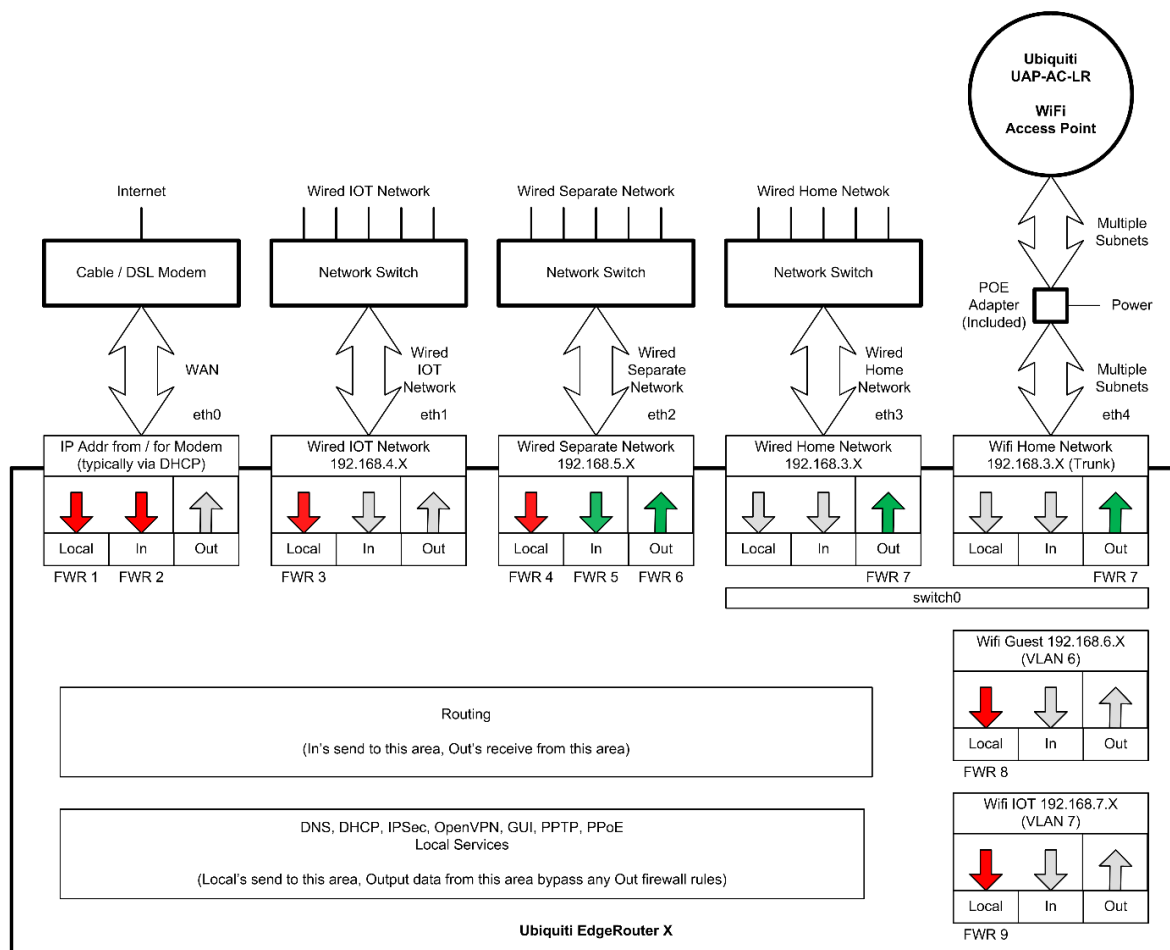 Ubiquiti
UAP-AC-LR
WiFi
Access Point
Internet
Wired IOT Network
Wired Separate Network
Wired Home Netwok
Multiple
Subnets
Cable / DSL Modem
Network Switch
Network Switch
Network Switch
POE
Adapter
(Included)
Power
WAN
Wired
IOT
Network
Wired
Separate
Network
Wired
Home
Network
Multiple
Subnets
eth0
eth1
eth2
eth3
eth4
IP Addr from / for Modem
(typically via DHCP)
Wired IOT Network
192.168.4.X
Wired Separate Network
192.168.5.X
Wired Home Network
192.168.3.X
Wifi Home Network
192.168.3.X (Trunk)
Local In Out
Local In Out
Local In Out
Local In Out
Local In Out
FWR 1 FWR 2
FWR 3
FWR 4 FWR 5 FWR 6
FWR 7
FWR 7
switch0
Wifi Guest 192.168.6.X
(VLAN 6)
Local In Out
FWR 8
Routing
(In's send to this area, Out's receive from this area)
Wifi IOT 192.168.7.X
(VLAN 7)
Local In Out
FWR 9
DNS, DHCP, IPSec, OpenVPN, GUI, PPTP, PPoE
Local Services
(Local's send to this area, Output data from this area bypass any Out firewall rules)
Ubiquiti EdgeRouter X